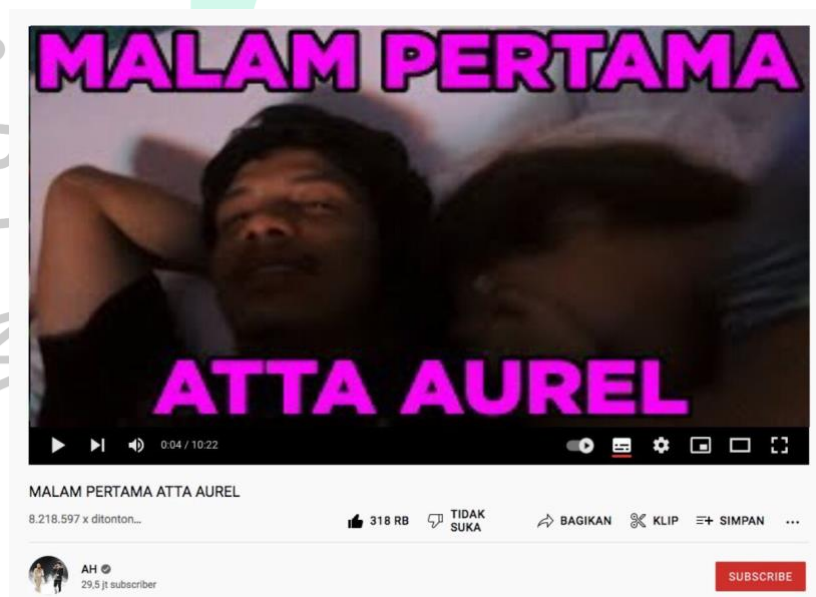 MALAM PERTAMA
ATTA AUREL
0:04 / 10:22
MALAM PERTAMA ATTA AUREL
8.218.597 x ditonton...
318 RB
TIDAK SUKA
BAGIKAN
KLIP
SIMPAN
AH
29,5 jt subscriber
SUBSCRIBE